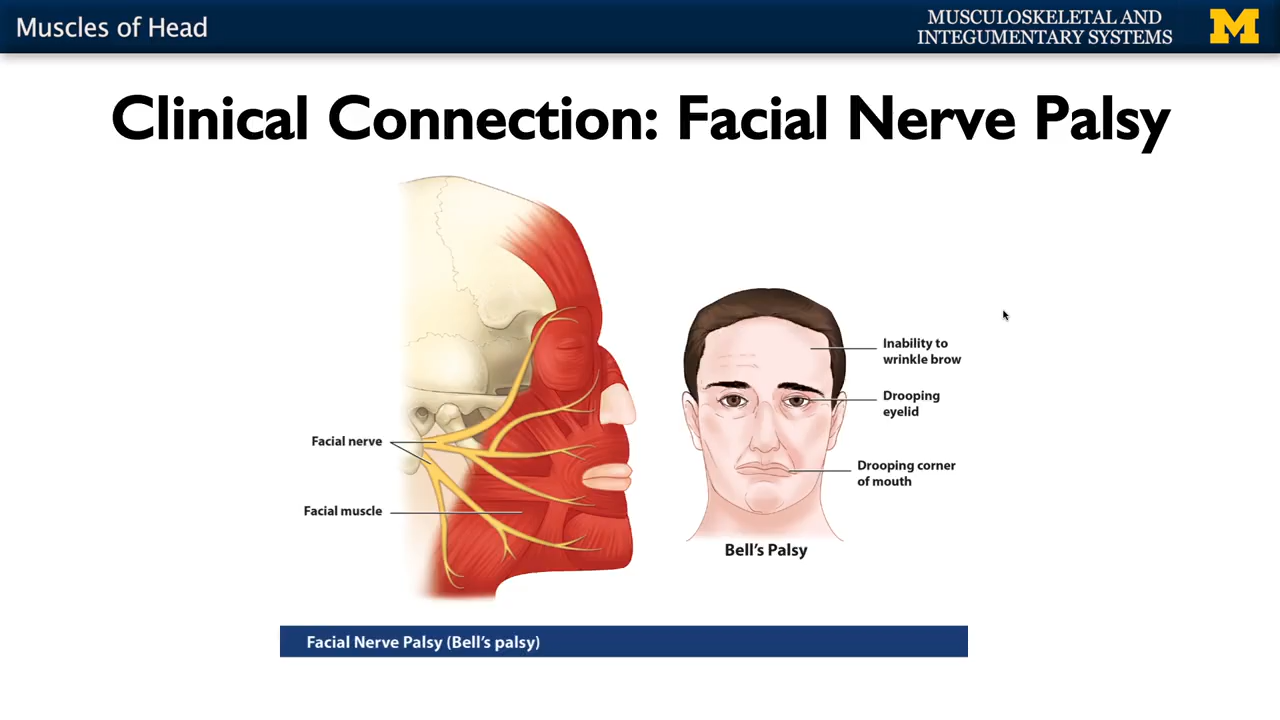 Muscles of Head
MUSCULOSKELETAL AND
INTEGUMENTARY SYSTEMS
M
Clinical Connection: Facial Nerve Palsy
Facial nerve
Facial muscle
Inability to
wrinkle brow
Drooping
eyelid
Drooping corner
of mouth
Bell's Palsy
Facial Nerve Palsy (Bell's palsy)